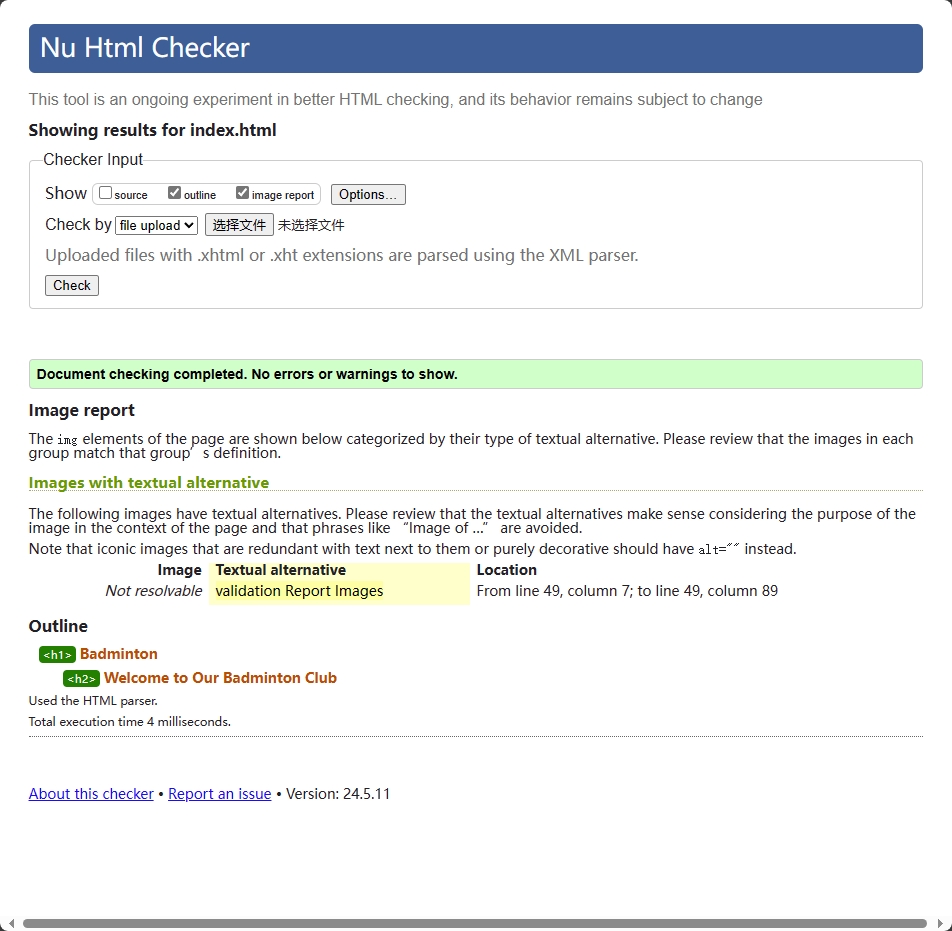 Nu Html Checker
This tool is an ongoing experiment in better HTML checking, and its behavior remains subject to change
Showing results for index.html
Checker Input
Show source outline image report Options...
Check by file upload 选择文件 未选择文件
Uploaded files with .xhtml or .xht extensions are parsed using the XML parser.
Check
Document checking completed. No errors or warnings to show.
Image report
The img elements of the page are shown below categorized by their type of textual alternative. Please review that the images in each
group match that group’s definition.
Images with textual alternative
The following images have textual alternatives. Please review that the textual alternatives make sense considering the purpose of the
image in the context of the page and that phrases like “Image of …” are avoided.
Note that iconic images that are redundant with text next to them or purely decorative should have alt="" instead.
Image Textual alternative Location
Not resolvable validation Report Images From line 49, column 7; to line 49, column 89
Outline
<h1> Badminton
<h2> Welcome to Our Badminton Club
Used the HTML parser.
Total execution time 4 milliseconds.
About this checker • Report an issue • Version: 24.5.11